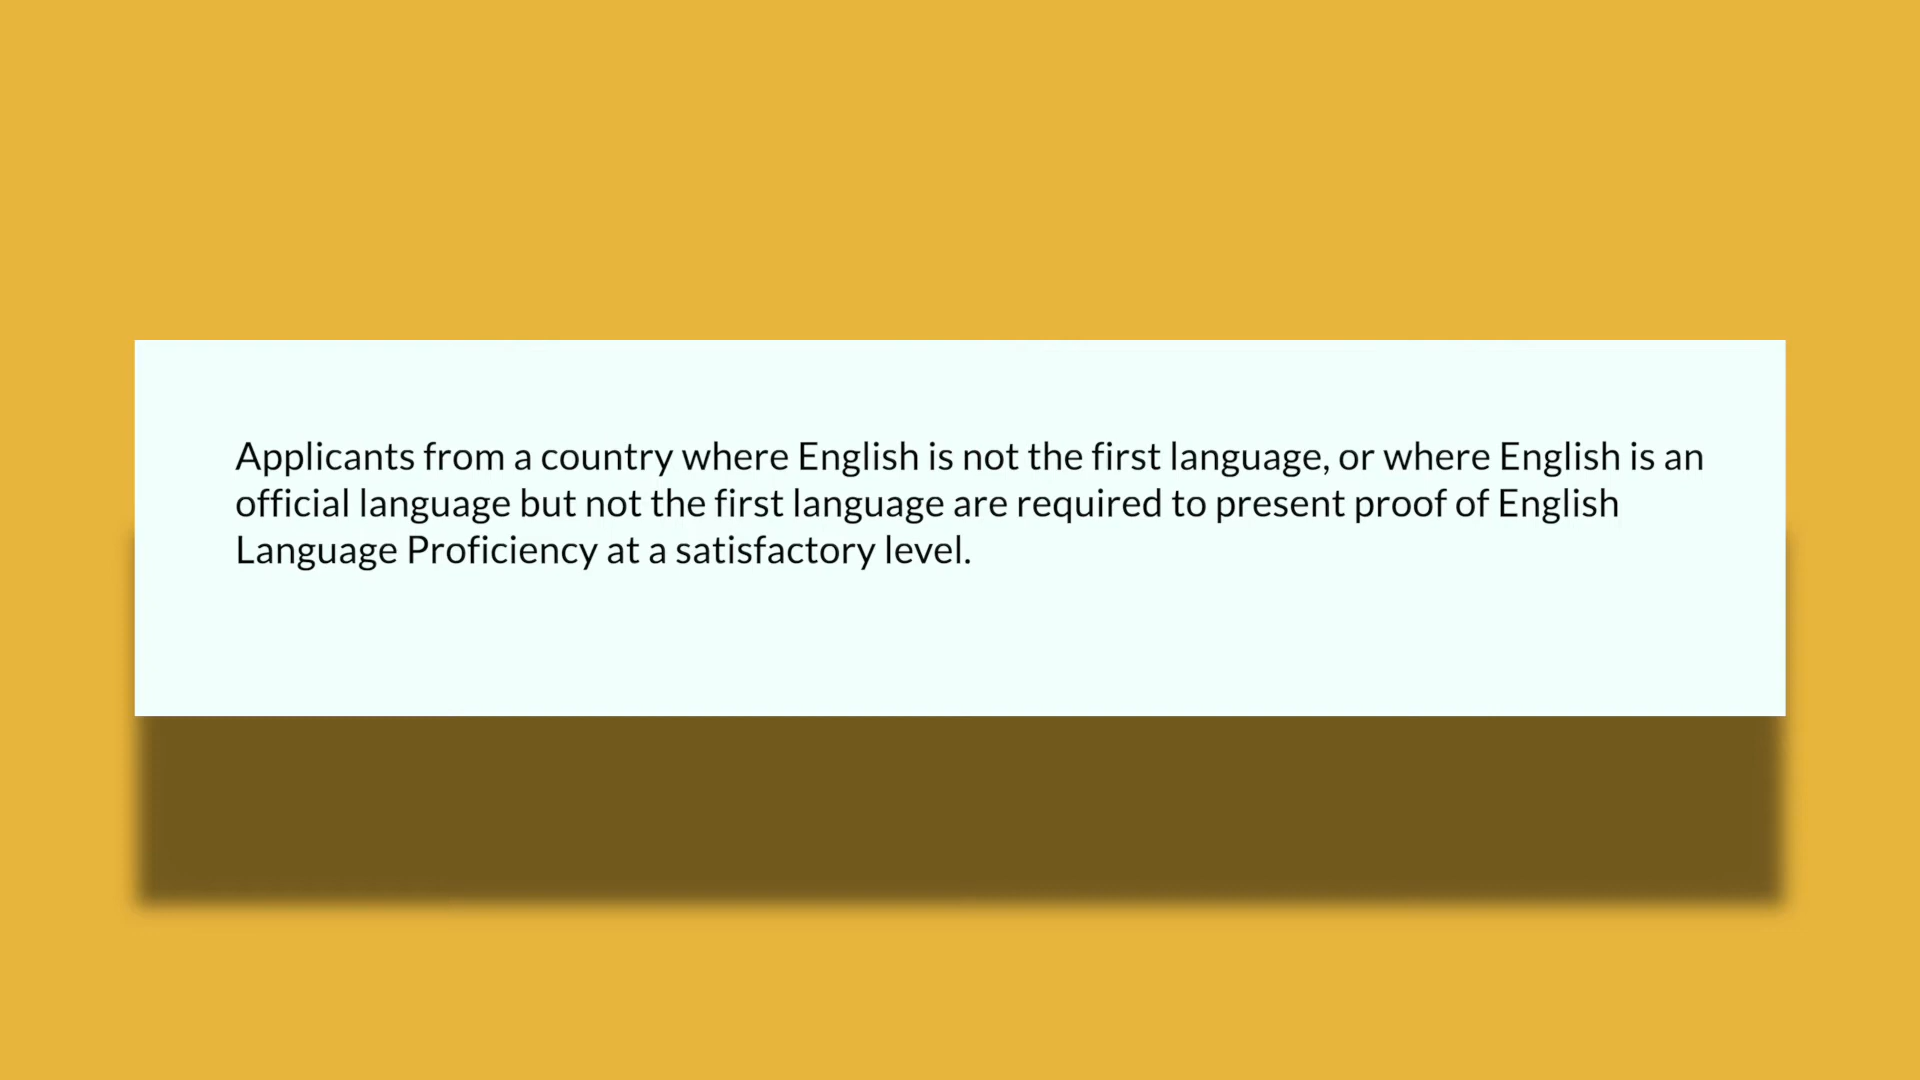 Applicants from a country where English is not the first language, or where English is an
official language but not the first language are required to present proof of English
Language Proficiency at a satisfactory level.